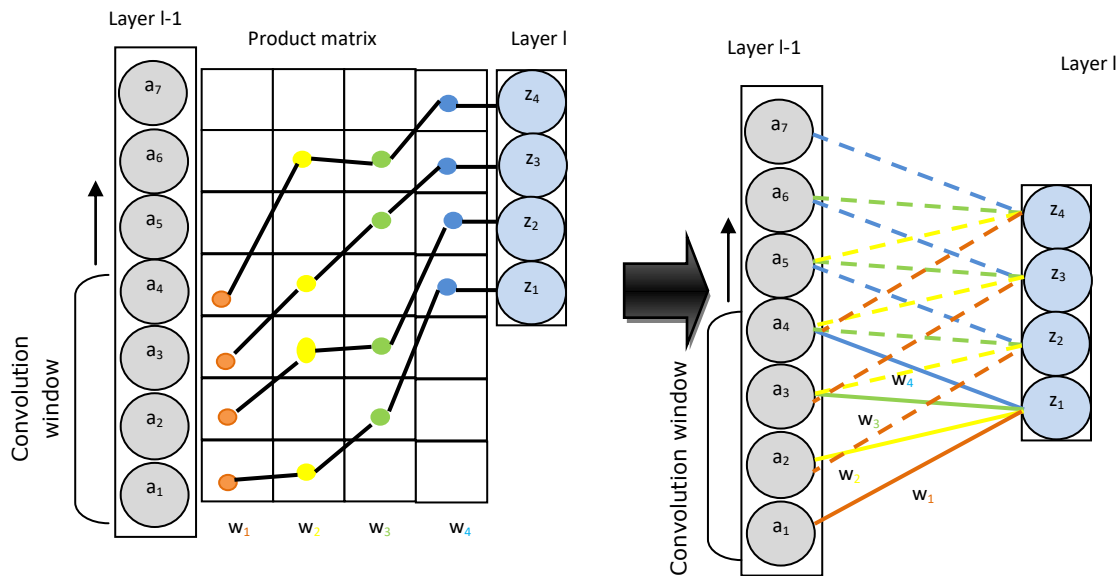 Layer l-1
Product matrix
Layer l
a₇
a₆
a₅
a₄
a₃
a₂
a₁
Convolution
window
w₁
w₂
w₃
w₄
z₄
z₃
z₂
z₁
Layer l-1
Layer l
a₇
a₆
a₅
a₄
a₃
a₂
a₁
Convolution window
w₄
w₃
w₂
w₁
z₄
z₃
z₂
z₁